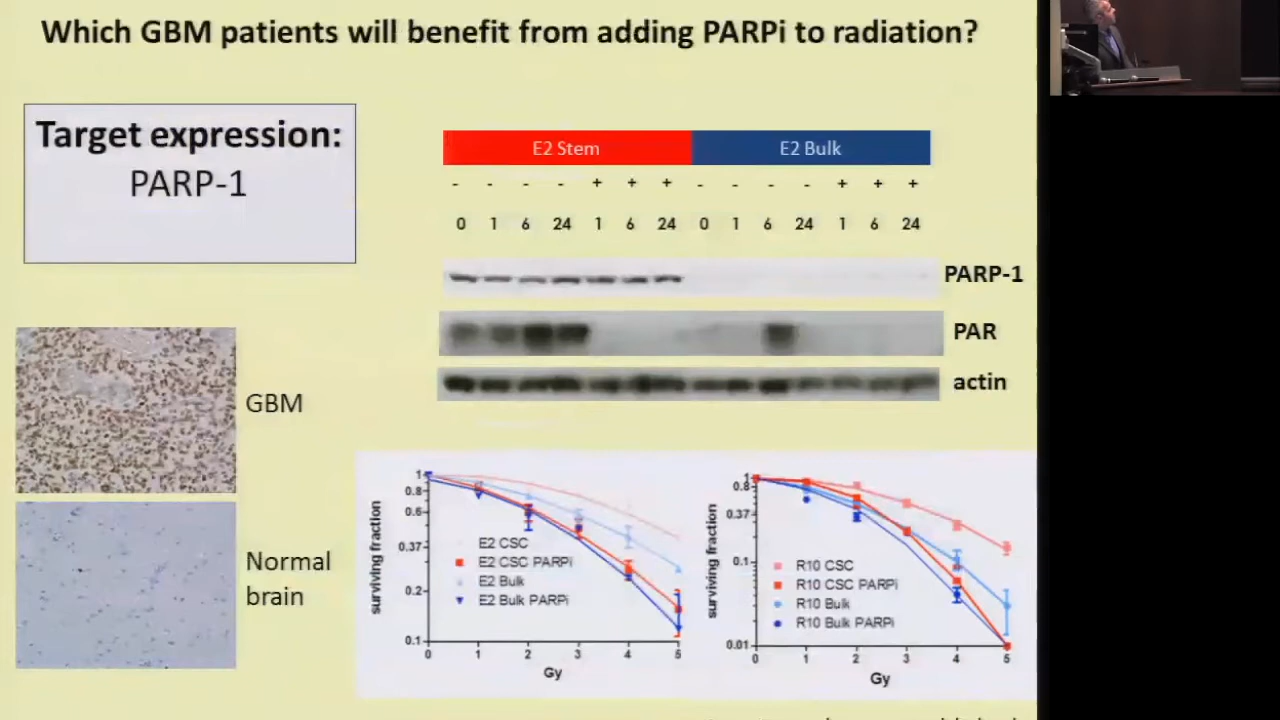 Which GBM patients will benefit from adding PARPi to radiation?
Target expression:
PARP-1
E2 Stem E2 Bulk
- - - - + + + - - - - + + +
0 1 6 24 1 6 24 0 1 6 24 1 6 24
PARP-1
PAR
actin
GBM
Normal
brain
surviving fraction
1
0.8
0.6
0.37
0.2
0.1
0 1 2 3 4 5
Gy
E2 CSC
E2 CSC PARPi
E2 Bulk
E2 Bulk PARPi
surviving fraction
1
0.8
0.37
0.1
0.01
0 1 2 3 4 5
Gy
R10 CSC
R10 CSC PARPi
R10 Bulk
R10 Bulk PARPi